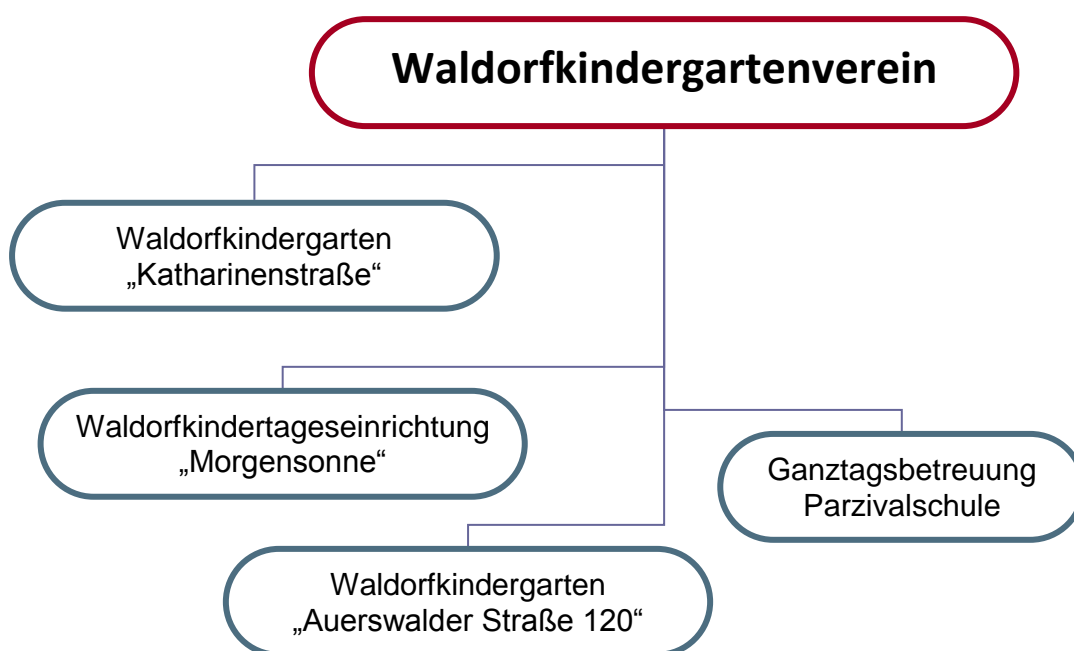 Waldorfkindergartenverein
Waldorfkindergarten
„Katharinenstraße“
Waldorfkindertageseinrichtung
„Morgensonne“
Ganztagsbetreuung
Parzivalschule
Waldorfkindergarten
„Auerswalder Straße 120“